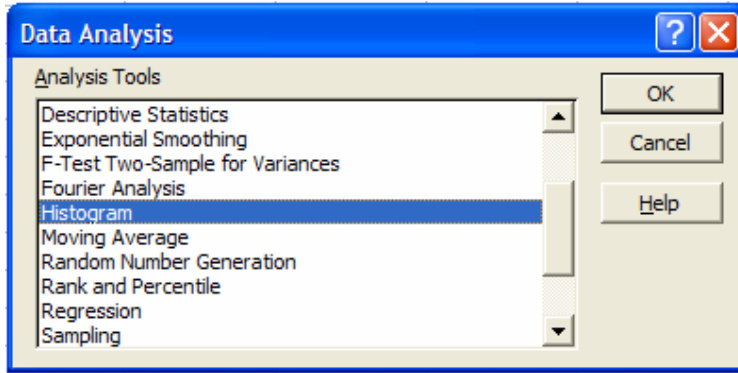 Data Analysis
Analysis Tools
Descriptive Statistics
Exponential Smoothing
F-Test Two-Sample for Variances
Fourier Analysis
Histogram
Moving Average
Random Number Generation
Rank and Percentile
Regression
Sampling
OK
Cancel
Help